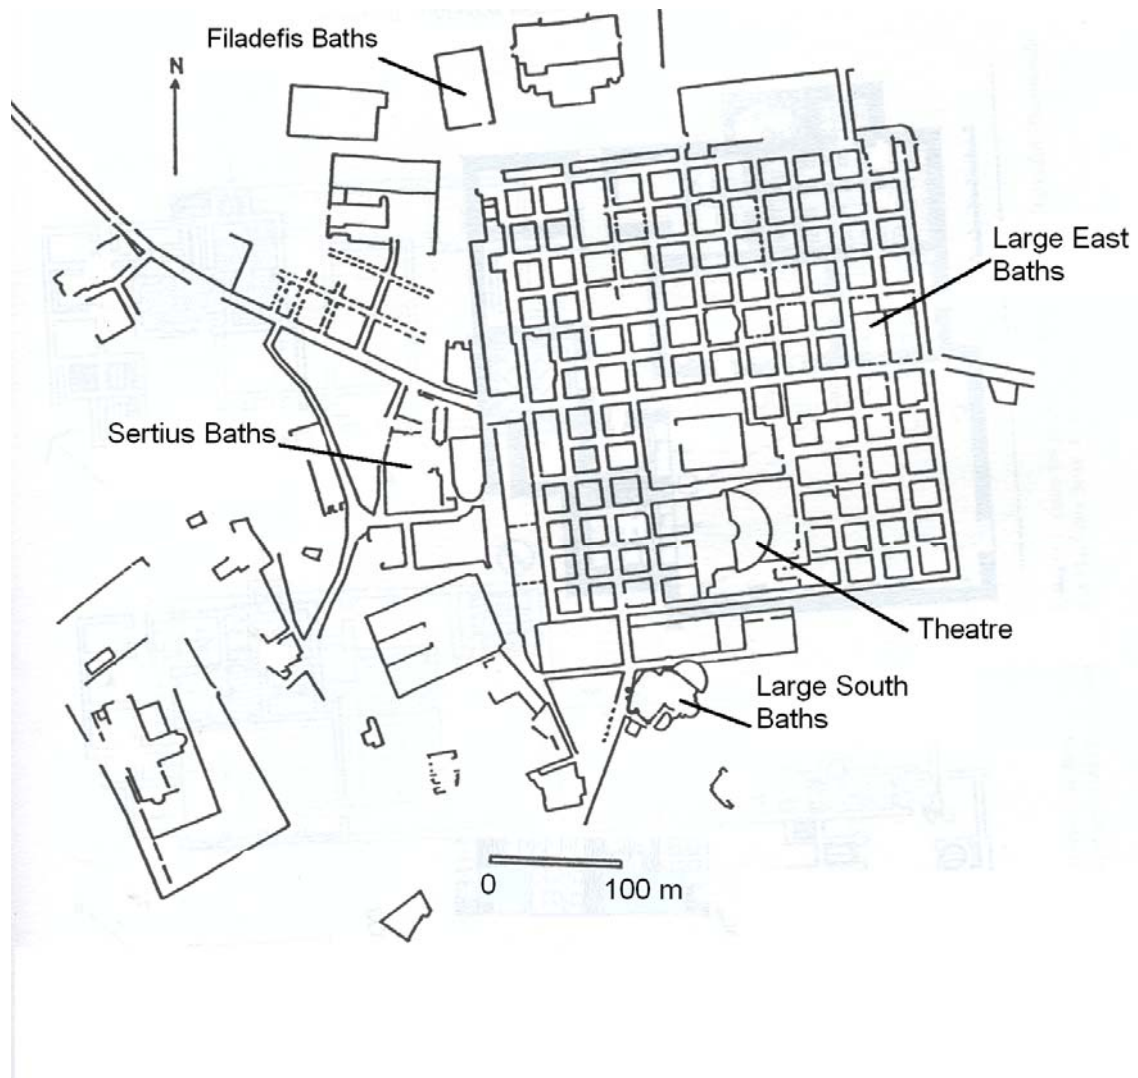 Filadefis Baths
N
Large East
Baths
Sertius Baths
Theatre
Large South
Baths
0
100 m